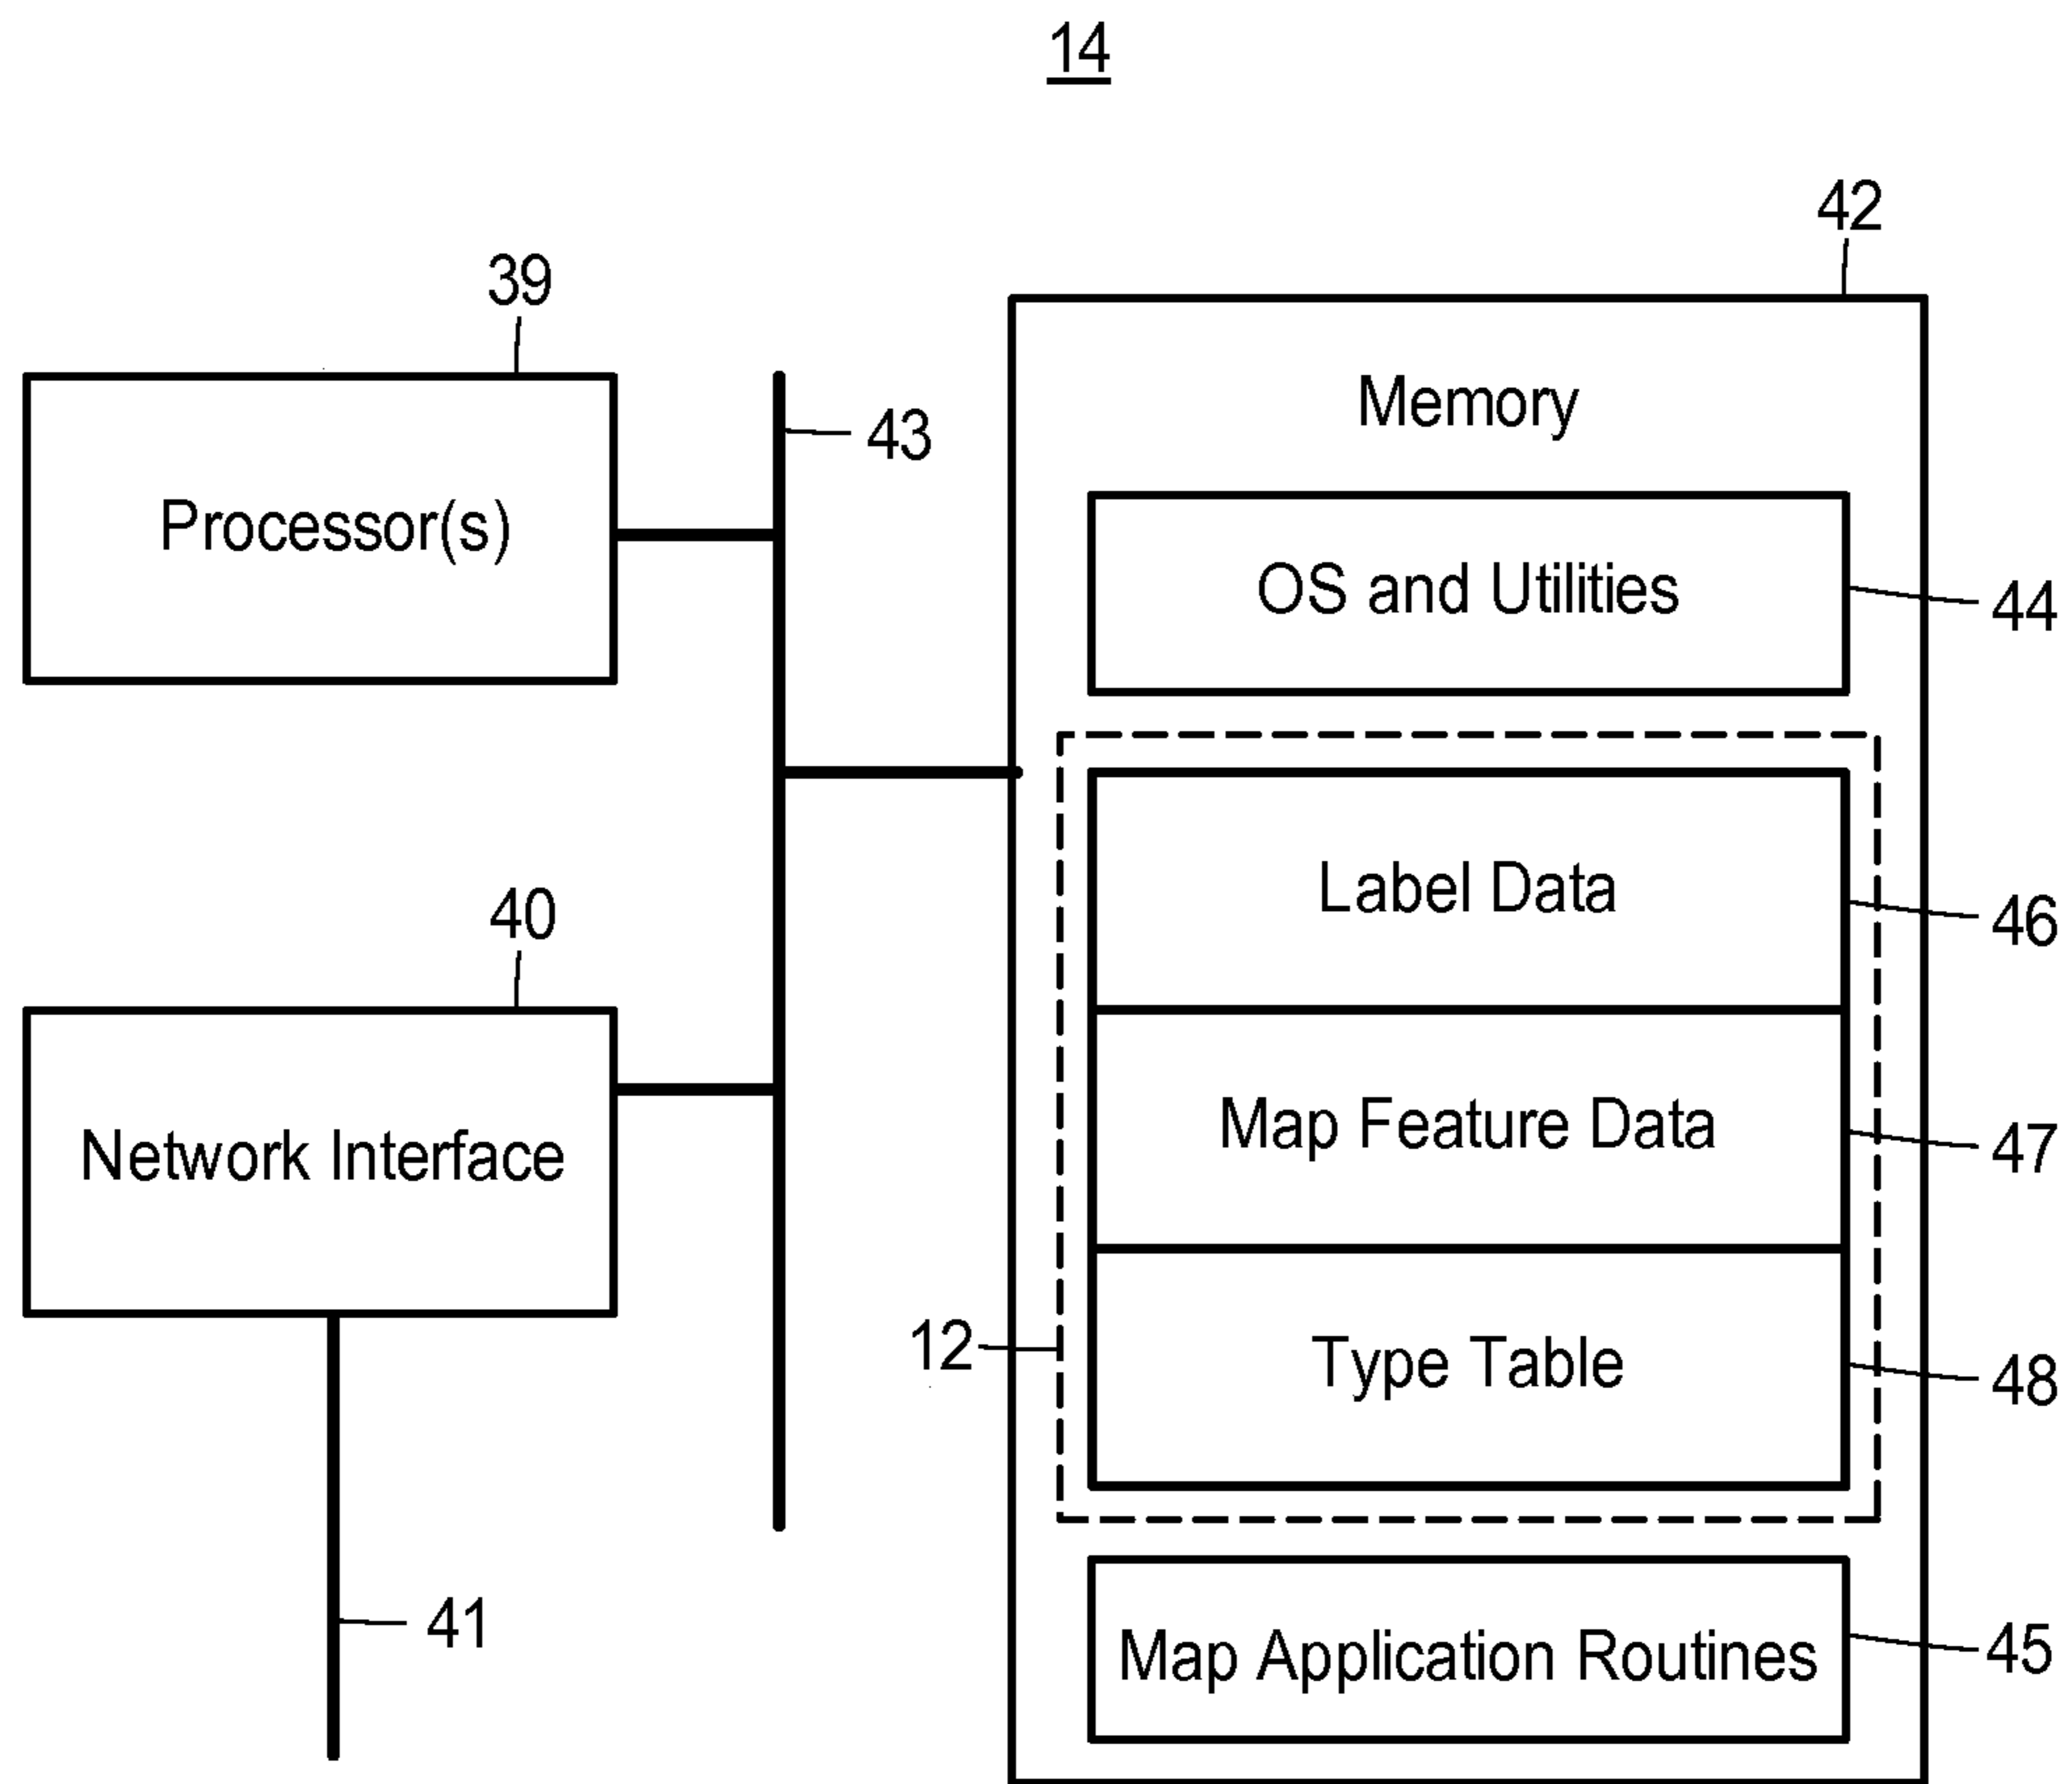 14
42
39
Memory
43
Processor(s)
OS and Utilities
44
Label Data
46
40
Map Feature Data
47
Network Interface
12
Type Table
48
41
Map Application Routines
45